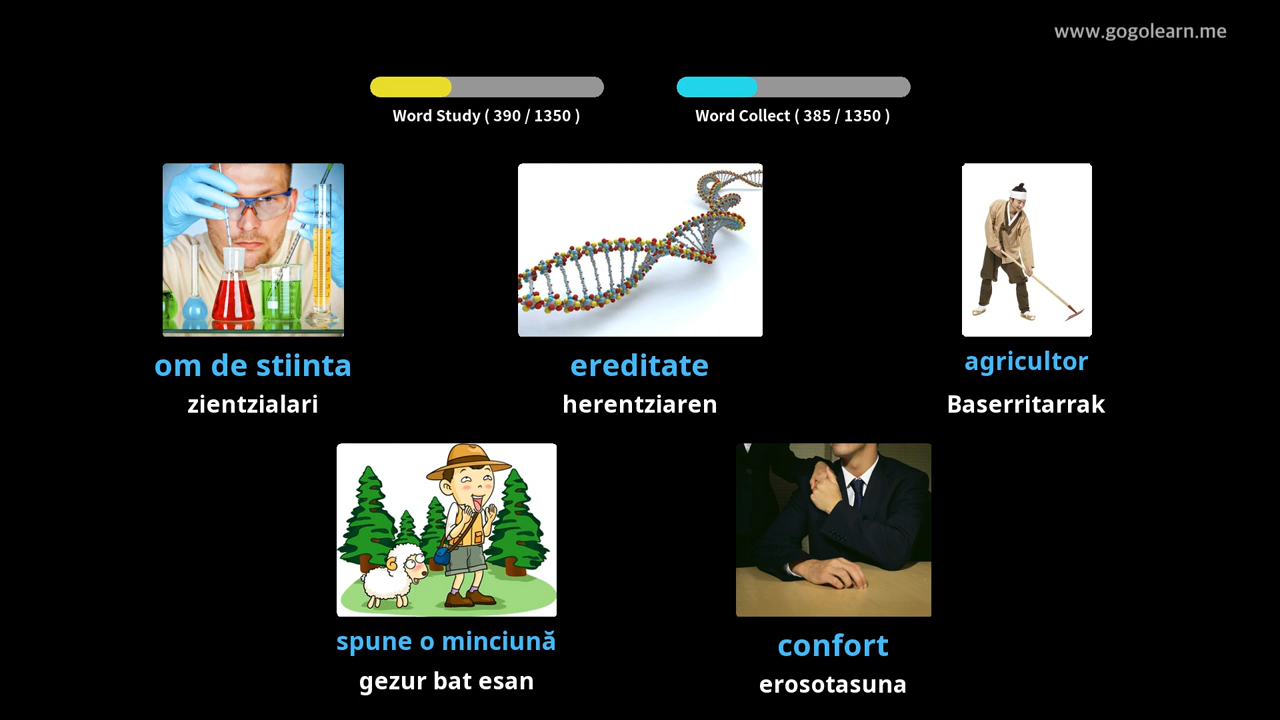 www.gogolearn.me
Word Study ( 390 / 1350 )
Word Collect ( 385 / 1350 )
om de stiinta
zientzialari
ereditate
herentziaren
agricultor
Baserritarrak
spune o minciună
gezur bat esan
confort
erosotasuna